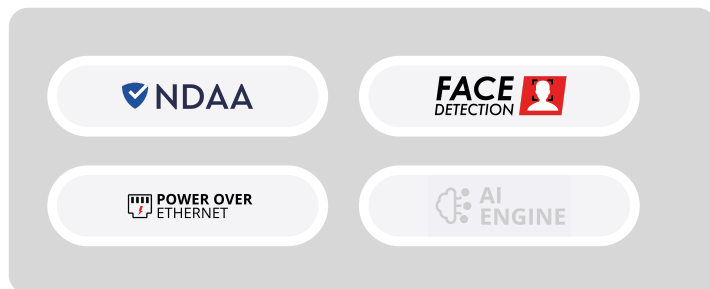 NDAA
FACE
DETECTION
POWER OVER
ETHERNET
AI
ENGINE